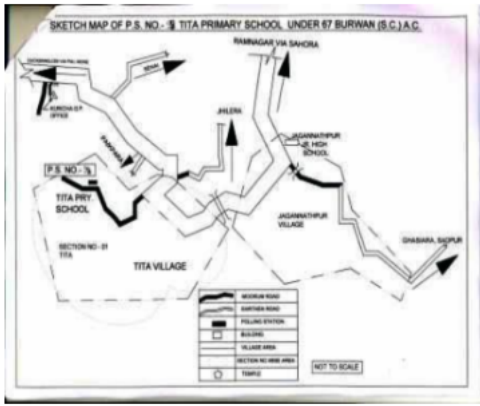 SKETCH MAP OF P.S. NO- TITA PRIMARY SCHOOL UNDER 67 BURWAN (S.C.) A.C.
RAMNAGAR VIA SAHORA
KURCHA G.P.
OFFICE
JHILERA
JAGANNATHPUR
JR. HIGH
SCHOOL
P.S. NO-
TITA PRY.
SCHOOL
JAGANNATHPUR
VILLAGE
SECTION NO- 01
TITA
TITA VILLAGE
MOORUM ROAD
EARTHEN ROAD
POLLING STATION
BUILDING
VILLAGE AREA
SECTION NO WISE AREA
TEMPLE
NOT TO SCALE